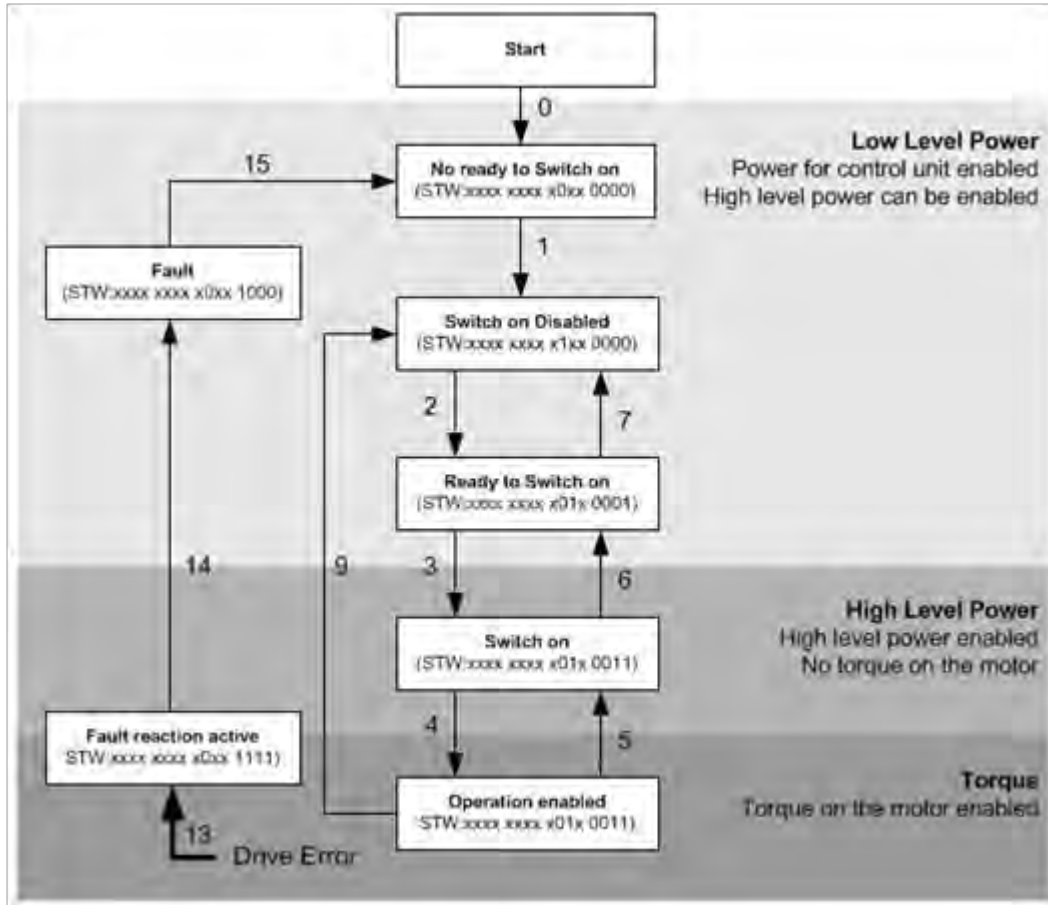 Start
0
Low Level Power
Power for control unit enabled
High level power can be enabled
No ready to Switch on
(STW:xxxx xxxx x0xx 0000)
15
1
Fault
(STW:xxxx xxxx x0xx 1000)
Switch on Disabled
(STW:xxxx xxxx x1xx 0000)
2
7
Ready to Switch on
(STW:xxxx xxxx x01x 0001)
14
9
3
6
High Level Power
High level power enabled
No torque on the motor
Switch on
(STW:xxxx xxxx x01x 0011)
4
5
Fault reaction active
STW:xxxx xxxx x0xx 1111)
Torque
Torque on the motor enabled
Operation enabled
STW:xxxx xxxx x01x 0011)
13
Drive Error